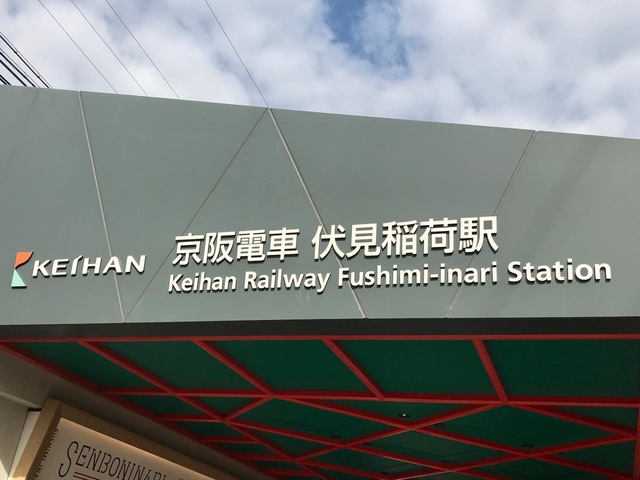 KEIHAN
京阪電車 伏見稲荷駅
Keihan Railway Fushimi-inari Station
SENBONINARI